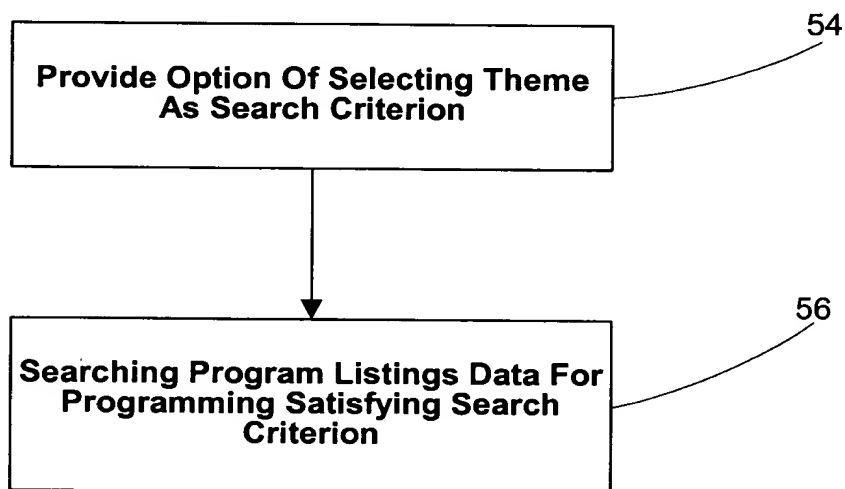 54
Provide Option Of Selecting Theme
As Search Criterion
56
Searching Program Listings Data For
Programming Satisfying Search
Criterion